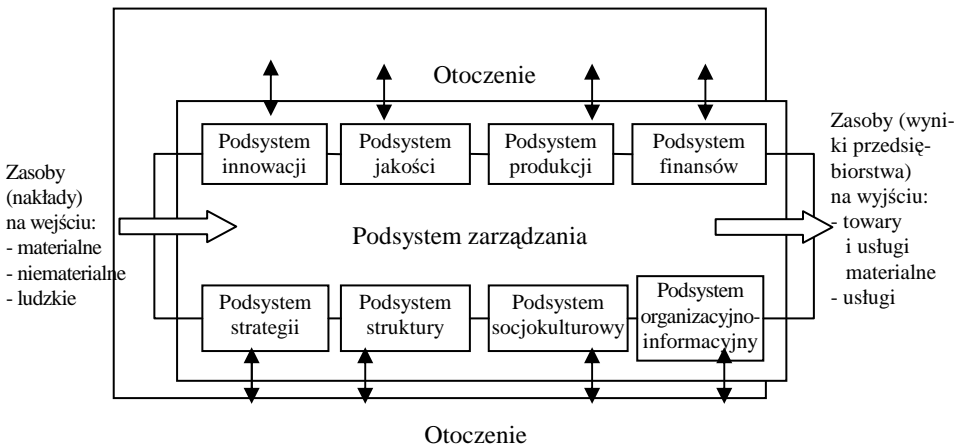 Otoczenie
Podsystem
innowacji
Podsystem
jakości
Podsystem
produkcji
Podsystem
finansów
Zasoby
(nakłady)
na wejściu:
- materialne
- niematerialne
- ludzkie
Podsystem zarządzania
Zasoby (wyni-
ki przedsię-
biorstwa)
na wyjściu:
- towary
i usługi
materialne
- usługi
Podsystem
strategii
Podsystem
struktury
Podsystem
socjokulturowy
Podsystem
organizacyjno-
informacyjny
Otoczenie